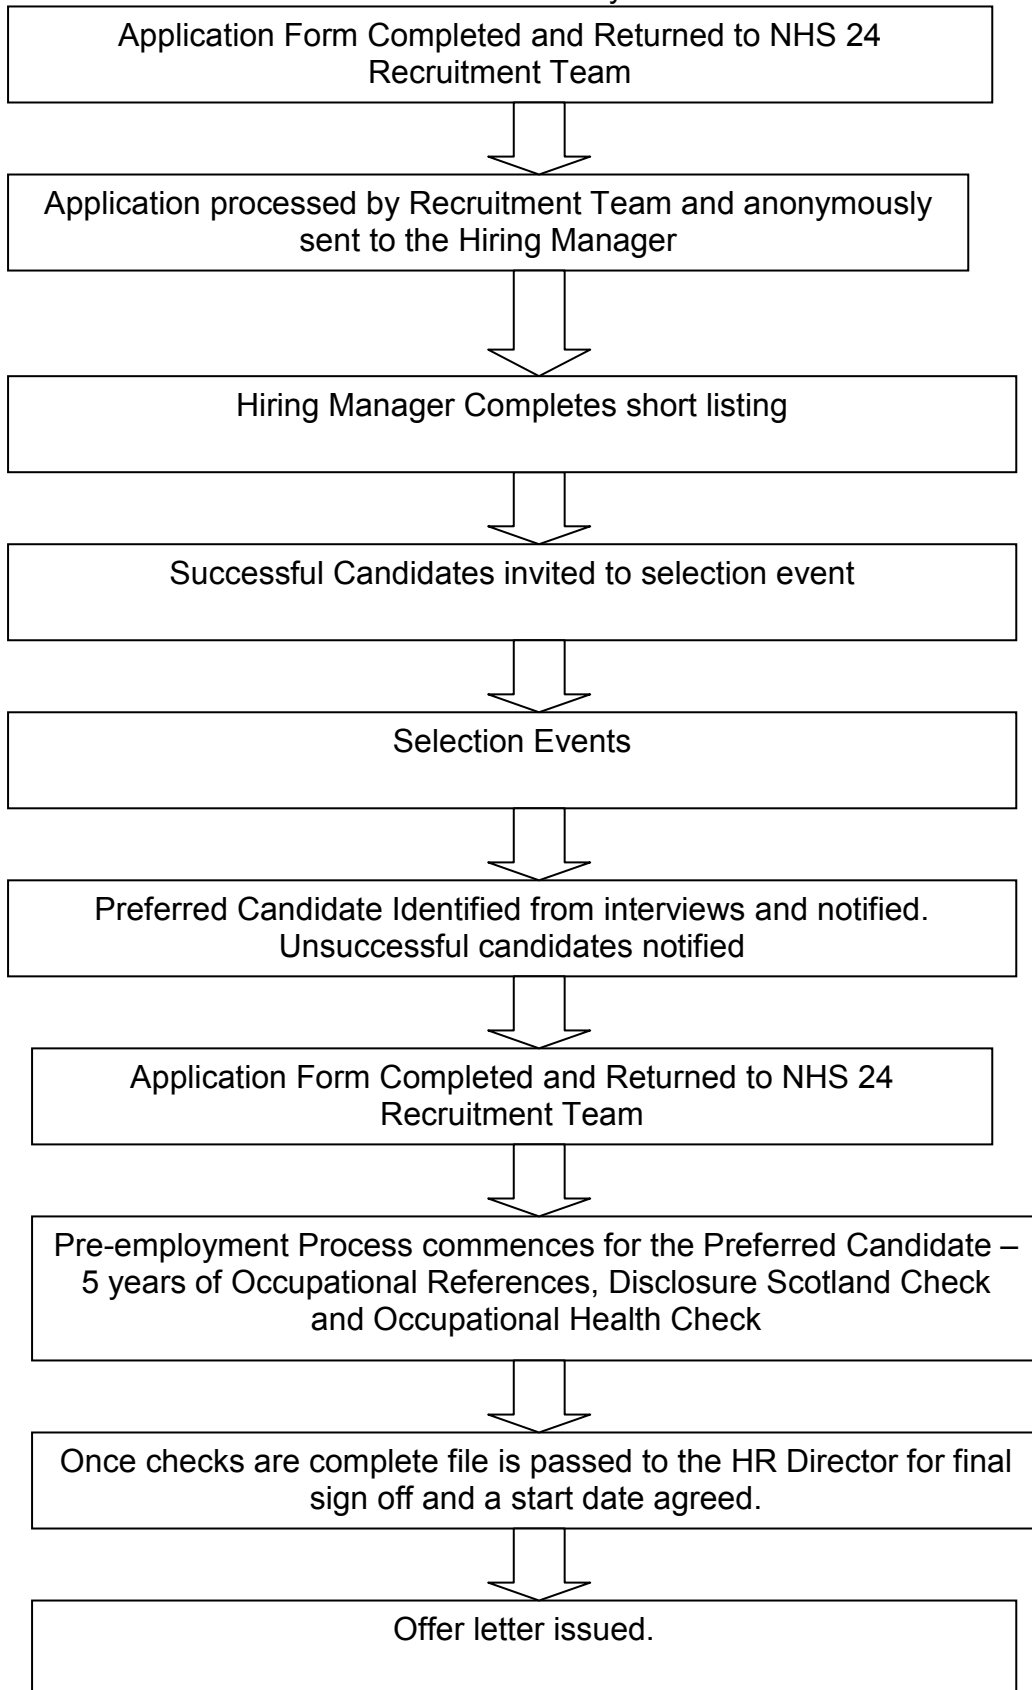 Application Form Completed and Returned to NHS 24
Recruitment Team
Application processed by Recruitment Team and anonymously
sent to the Hiring Manager
Hiring Manager Completes short listing
Successful Candidates invited to selection event
Selection Events
Preferred Candidate Identified from interviews and notified.
Unsuccessful candidates notified
Application Form Completed and Returned to NHS 24
Recruitment Team
Pre-employment Process commences for the Preferred Candidate –
5 years of Occupational References, Disclosure Scotland Check
and Occupational Health Check
Once checks are complete file is passed to the HR Director for final
sign off and a start date agreed.
Offer letter issued.